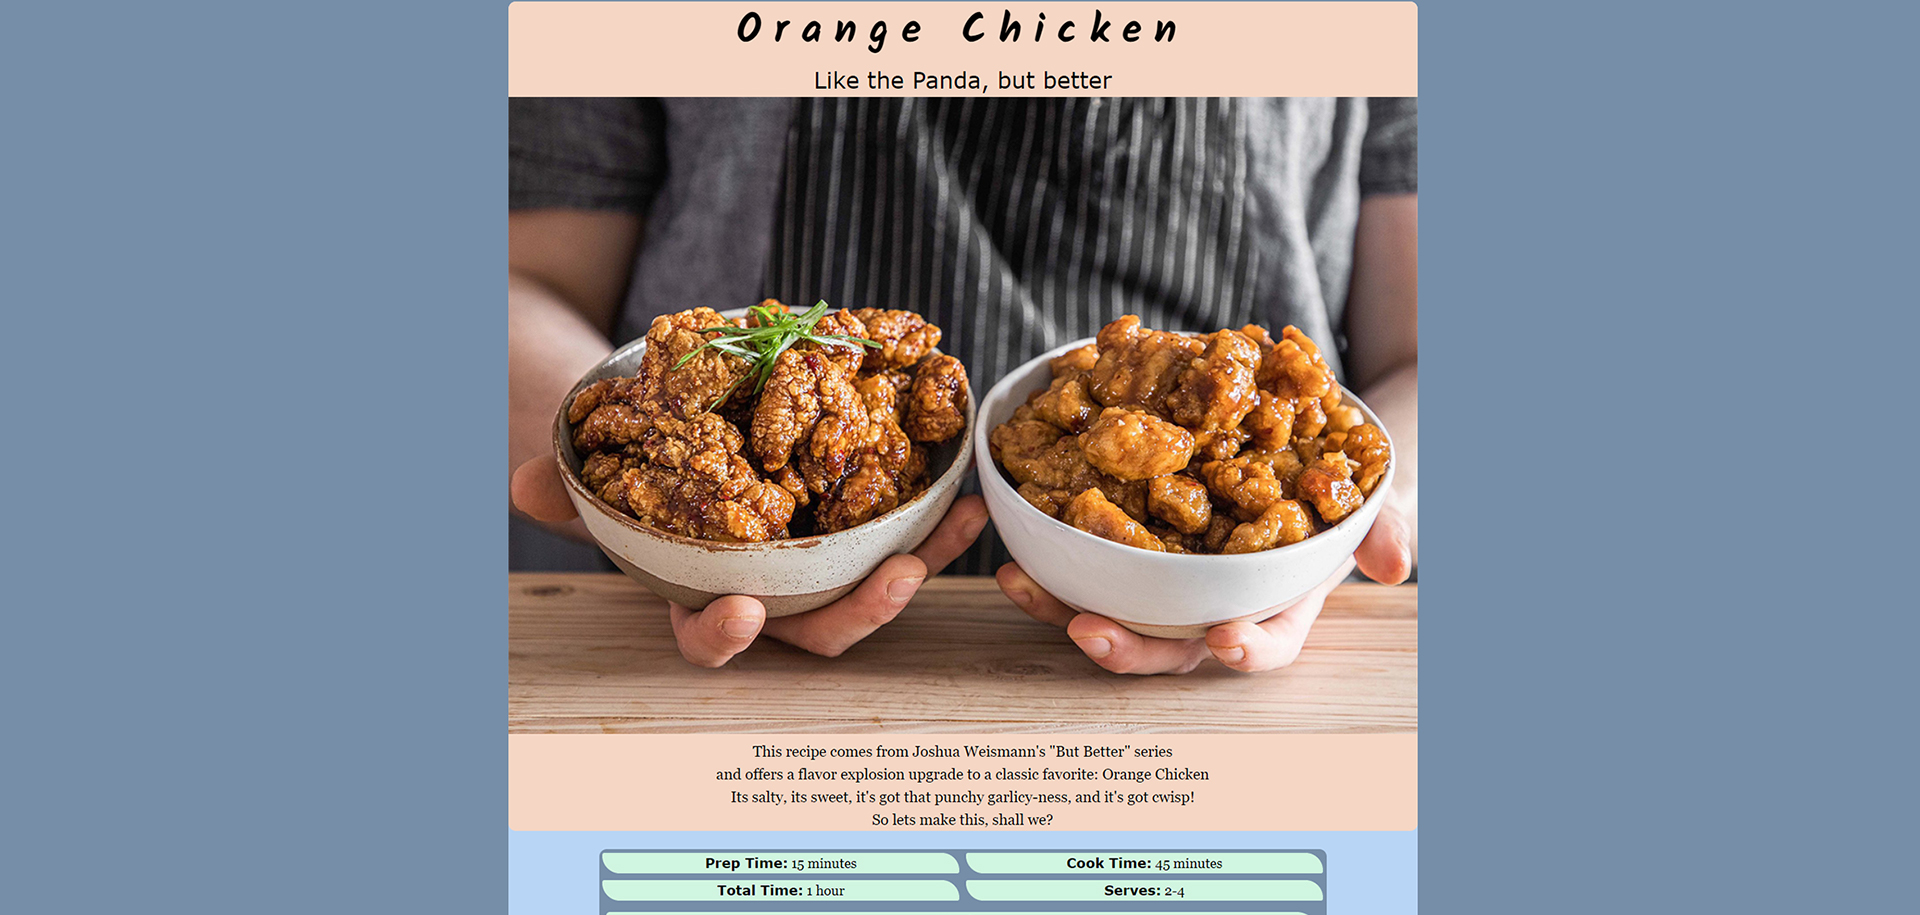 Orange Chicken
Like the Panda, but better
This recipe comes from Joshua Weismann's "But Better" series
and offers a flavor explosion upgrade to a classic favorite: Orange Chicken
Its salty, its sweet, it's got that punchy garlicy-ness, and it's got cwisp!
So lets make this, shall we?
Prep Time: 15 minutes
Cook Time: 45 minutes
Total Time: 1 hour
Serves: 2-4